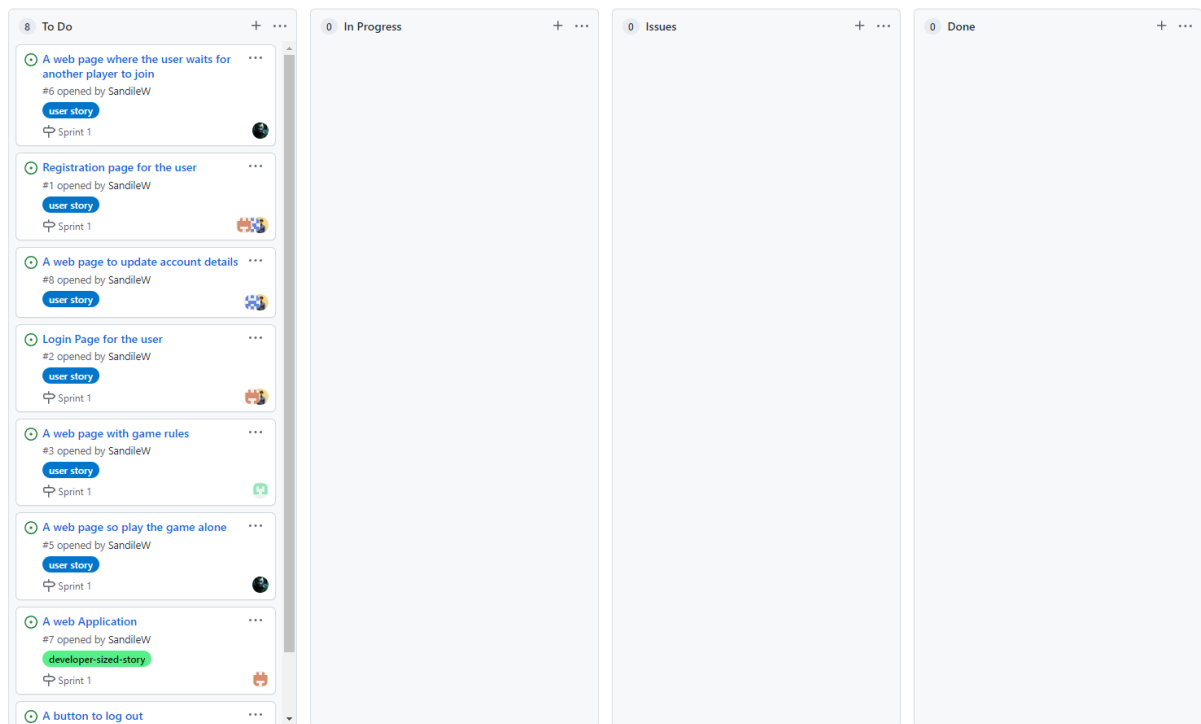 8 To Do
A web page where the user waits for
another player to join
#6 opened by SandileW
user story
Sprint 1
Registration page for the user
#1 opened by SandileW
user story
Sprint 1
A web page to update account details
#8 opened by SandileW
user story
Login Page for the user
#2 opened by SandileW
user story
Sprint 1
A web page with game rules
#3 opened by SandileW
user story
Sprint 1
A web page so play the game alone
#5 opened by SandileW
user story
Sprint 1
A web Application
#7 opened by SandileW
developer-sized-story
Sprint 1
A button to log out
0 In Progress
0 Issues
0 Done